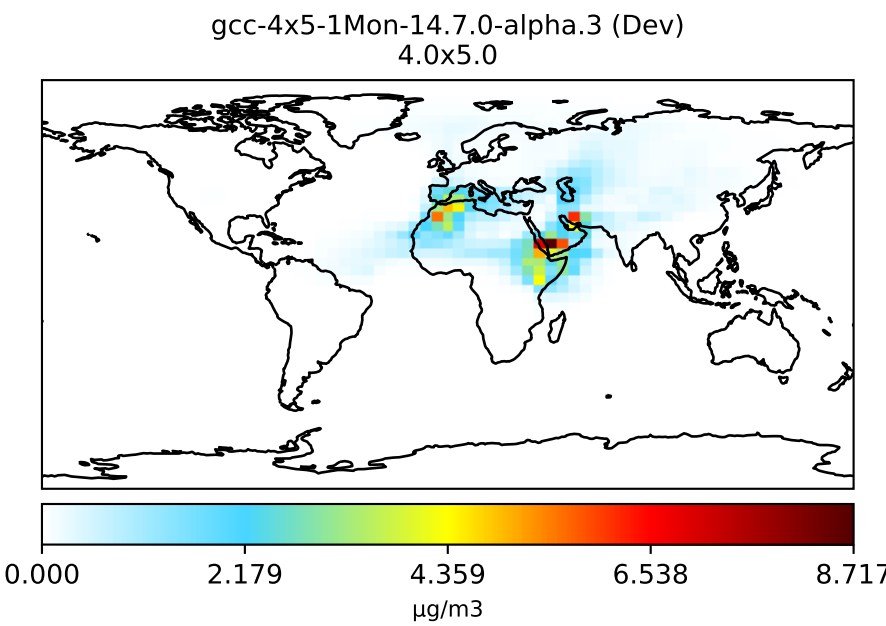 gcc-4x5-1Mon-14.7.0-alpha.3 (Dev)
4.0x5.0
0.000 2.179 4.359 6.538 8.717
μg/m3